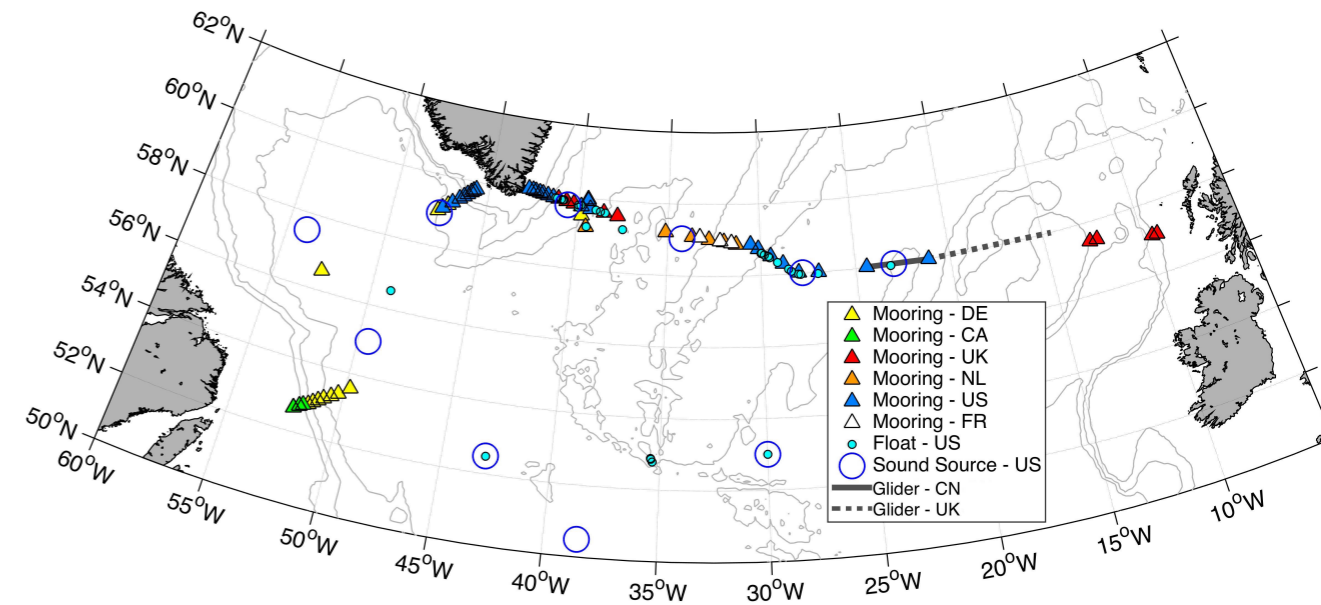 62°N
60°N
58°N
56°N
54°N
52°N
50°N
60°W
55°W
50°W
45°W
40°W
35°W
30°W
25°W
20°W
15°W
10°W
Mooring - DE
Mooring - CA
Mooring - UK
Mooring - NL
Mooring - US
Mooring - FR
Float - US
Sound Source - US
Glider - CN
Glider - UK